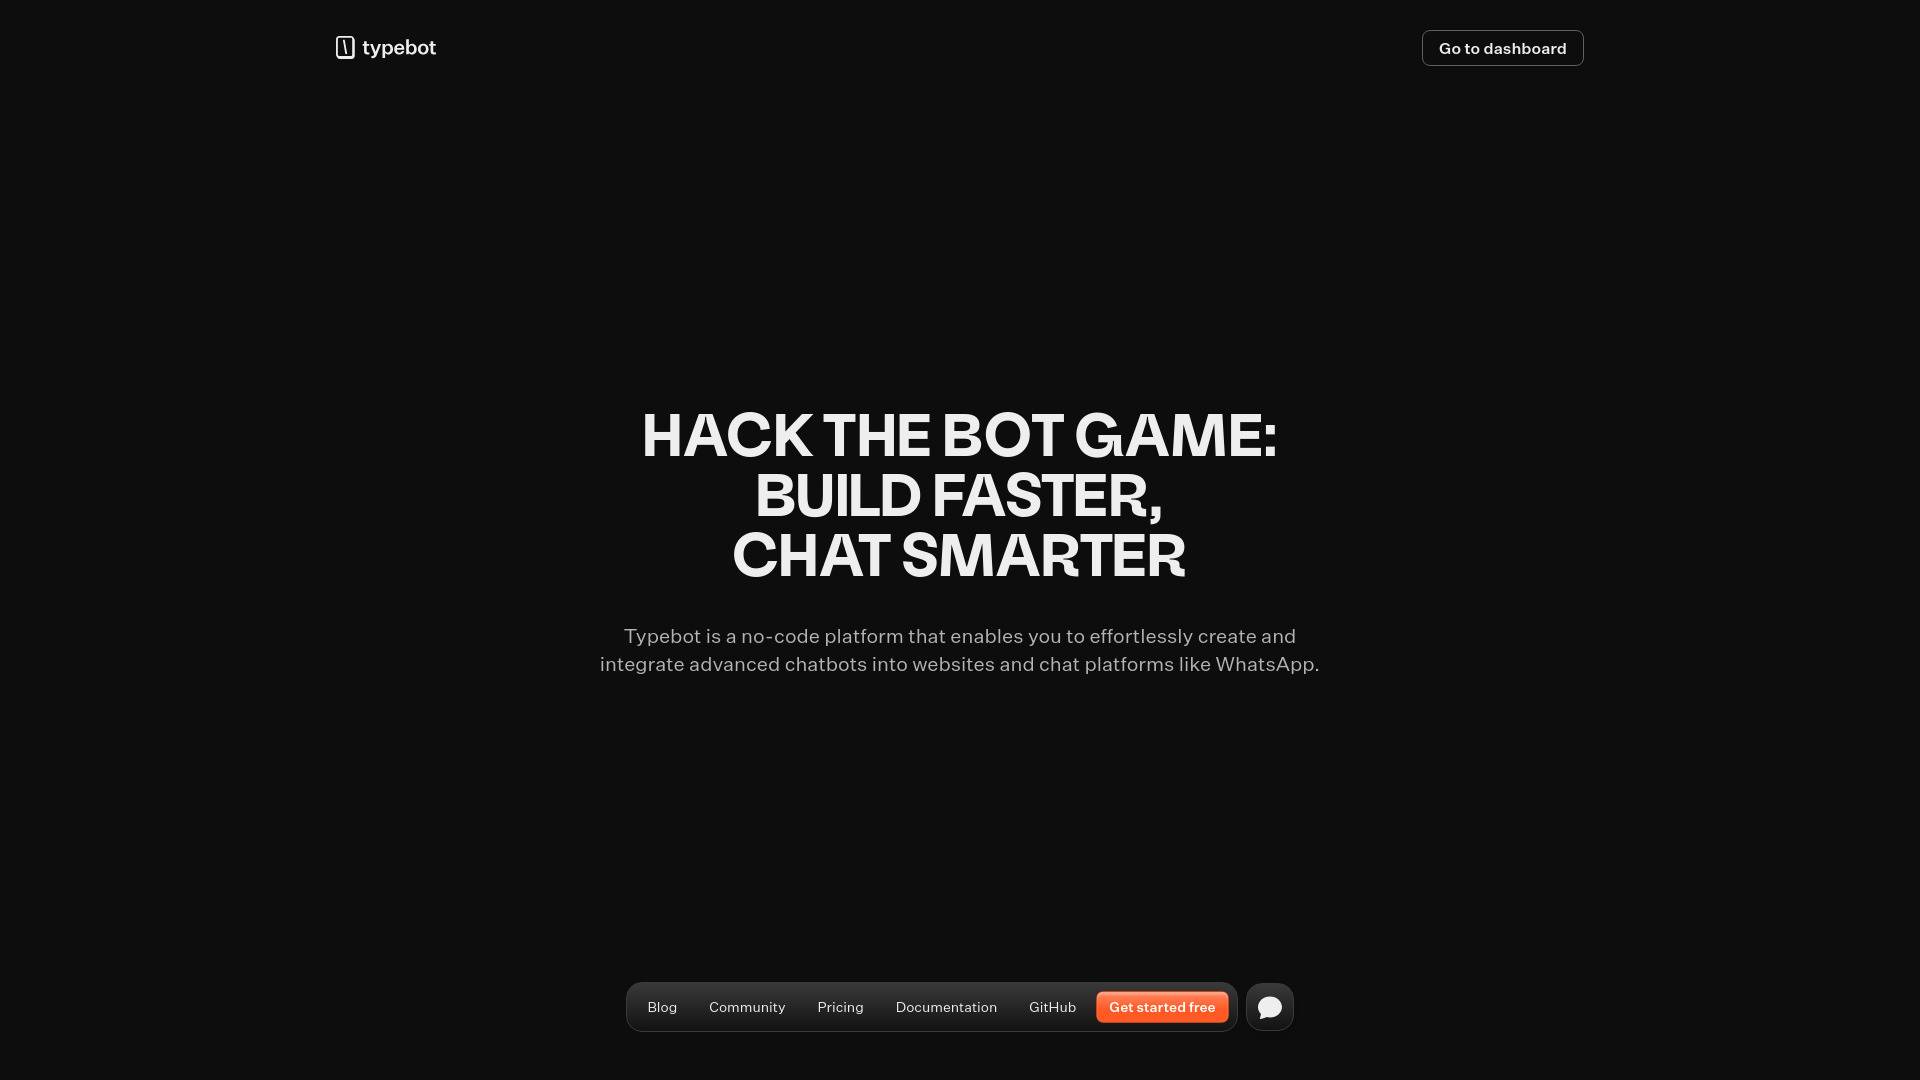 typebot
Go to dashboard
HACK THE BOT GAME:
BUILD FASTER,
CHAT SMARTER
Typebot is a no-code platform that enables you to effortlessly create and
integrate advanced chatbots into websites and chat platforms like WhatsApp.
Blog Community Pricing Documentation GitHub Get started free